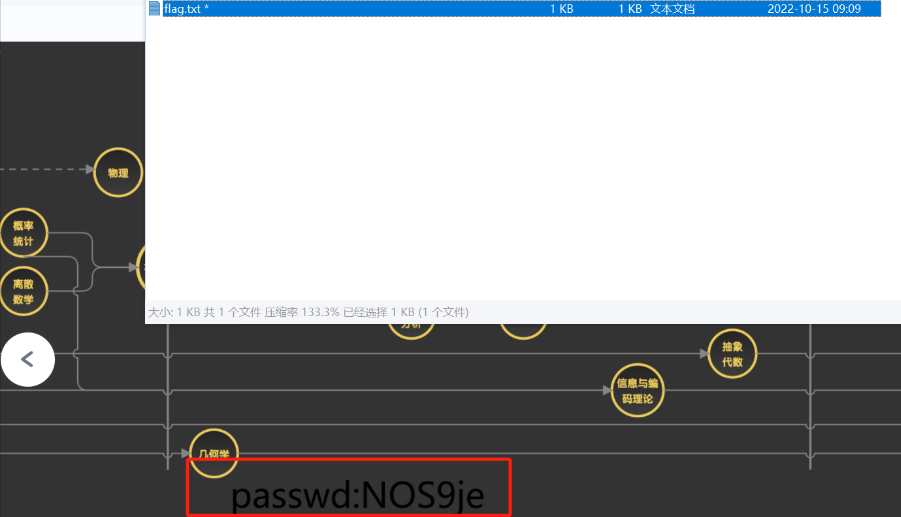 flag.txt *    1 KB    1 KB 文本文档    2022-10-15 09:09
物理
概率
统计
离散
数学
大小: 1 KB 共 1 个文件 压缩率 133.3% 已经选择 1 KB (1 个文件)
分析
抽象
代数
信息与编
码理论
几何学
passwd:NOS9je